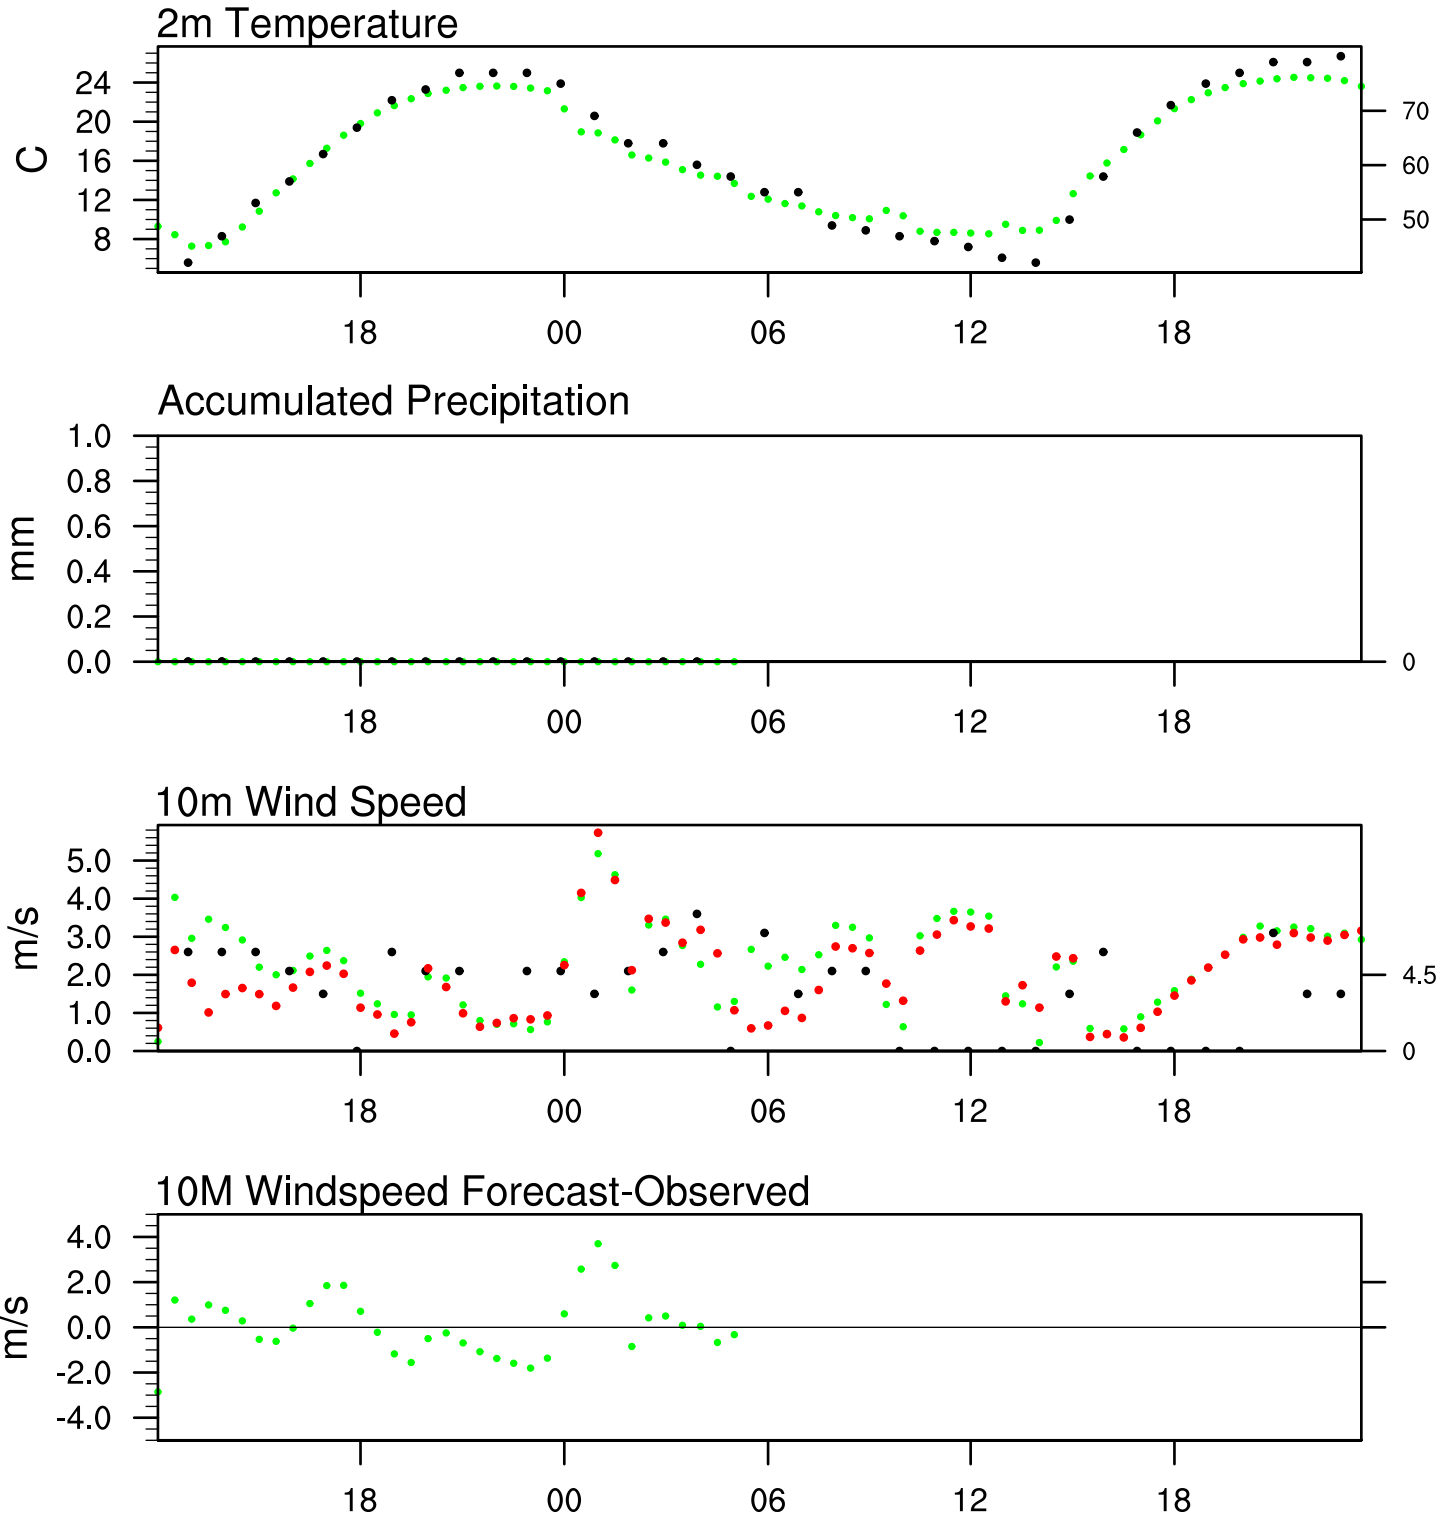 2m Temperature
24
20
16
12
8
C
70
60
50
18 00 06 12 18
Accumulated Precipitation
1.0
0.8
0.6
0.4
0.2
0.0
mm
0
18 00 06 12 18
10m Wind Speed
5.0
4.0
3.0
2.0
1.0
0.0
m/s
4.5
0
18 00 06 12 18
10M Windspeed Forecast-Observed
4.0
2.0
0.0
-2.0
-4.0
m/s
18 00 06 12 18